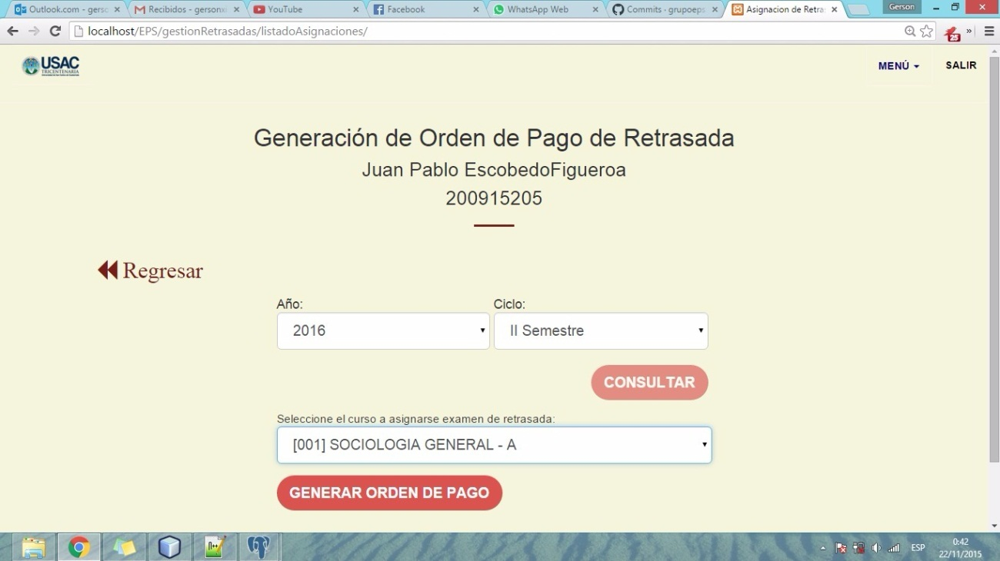 Outlook.com - gerso
Recibidos - gersonx
YouTube
Facebook
WhatsApp Web
Commits · grupoeps
Asignacion de Retra
Gerson
localhost/EPS/gestionRetrasadas/listadoAsignaciones/
25
»
USAC
TRICENTENARIA
MENÚ
SALIR
Generación de Orden de Pago de Retrasada
Juan Pablo EscobedoFigueroa
200915205
Regresar
Año:
Ciclo:
2016
II Semestre
CONSULTAR
Seleccione el curso a asignarse examen de retrasada:
[001] SOCIOLOGIA GENERAL - A
GENERAR ORDEN DE PAGO
ESP
0:42
22/11/2015